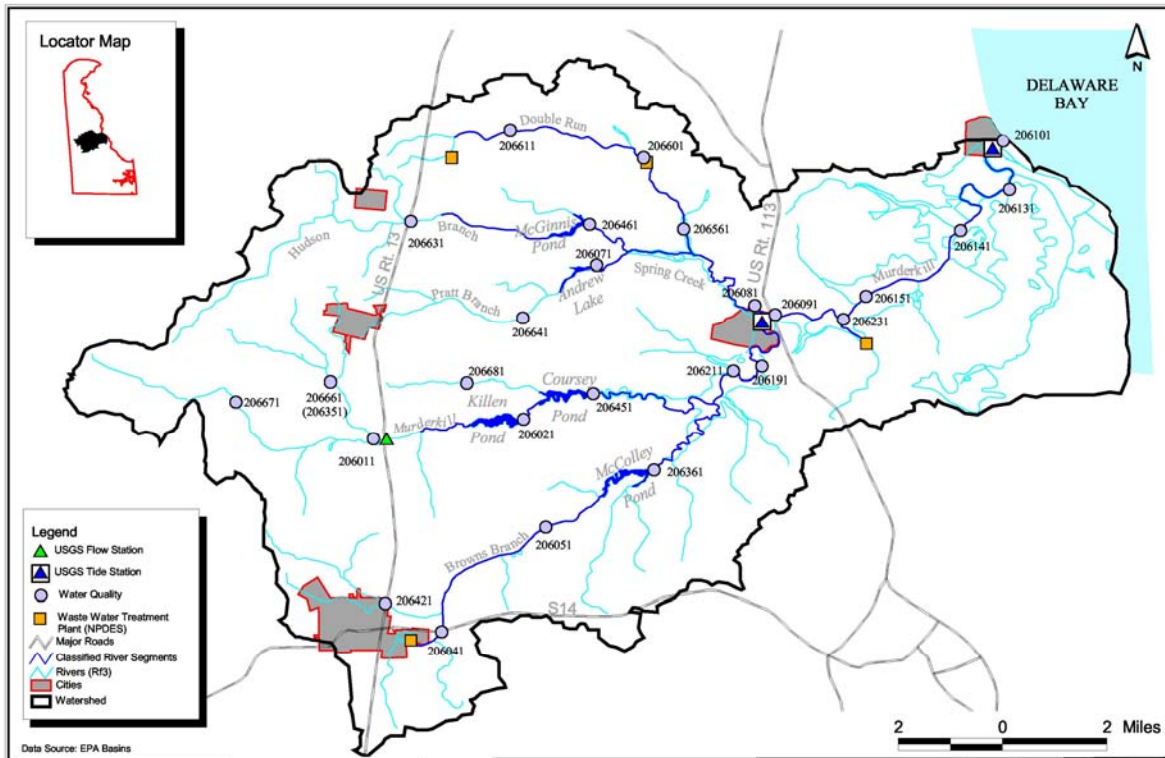 Locator Map
N
DELAWARE
BAY
Double Run
206611
206601
206101
206131
206631
Hudson
Branch
McGinnis
Pond
206461
206561
206141
US Rt. 13
US Rt. 113
206071
Andrew
Lake
Spring Creek
Murderkill
206081
206091
206151
Pratt Branch
206641
206231
206681
Killen
Pond
Coursey
Pond
206451
206211
206191
206671
206661
(206351)
206011
Murderkill
206021
McColley
Pond
206361
206051
Browns Branch
206421
206041
S14
Legend
USGS Flow Station
USGS Tide Station
Water Quality
Waste Water Treatment
Plant (NPDES)
Major Roads
Classified River Segments
Rivers (Rf3)
Cities
Watershed
Data Source: EPA Basins
2 0 2 Miles